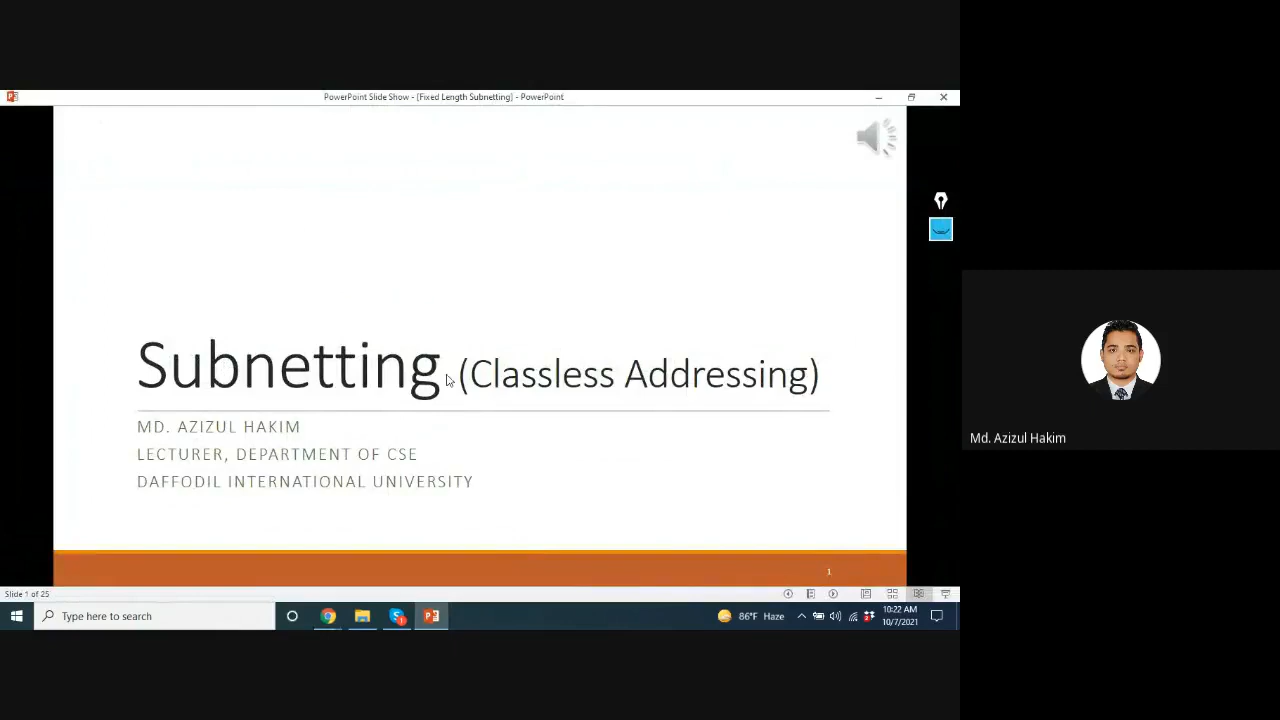 PowerPoint Slide Show - [Fixed Length Subnetting] - PowerPoint
Subnetting (Classless Addressing)
MD. AZIZUL HAKIM
LECTURER, DEPARTMENT OF CSE
DAFFODIL INTERNATIONAL UNIVERSITY
1
Md. Azizul Hakim
Slide 1 of 25
Type here to search
86°F Haze
10:22 AM
10/7/2021